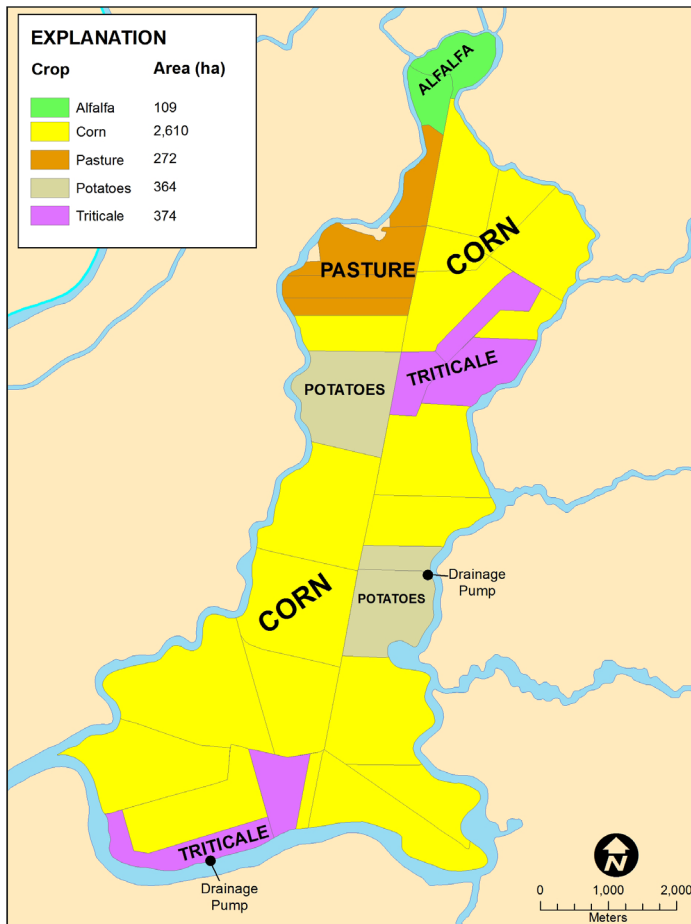 EXPLANATION
Crop Area (ha)
Alfalfa 109
Corn 2,610
Pasture 272
Potatoes 364
Triticale 374
ALFALFA
CORN
PASTURE
TRITICALE
POTATOES
Drainage
Pump
POTATOES
CORN
TRITICALE
Drainage
Pump
N
0 1,000 2,000
Meters